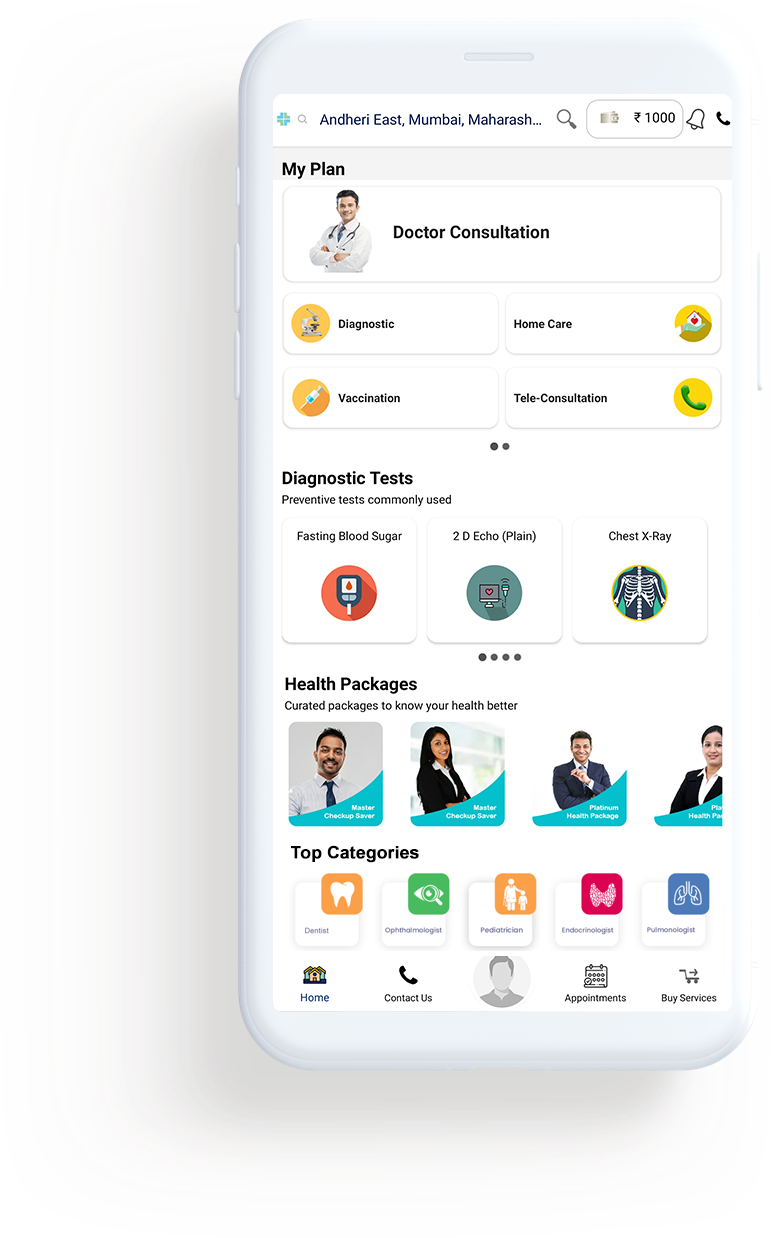 Andheri East, Mumbai, Maharash...
₹ 1000
My Plan
Doctor Consultation
Diagnostic
Home Care
Vaccination
Tele-Consultation
Diagnostic Tests
Preventive tests commonly used
Fasting Blood Sugar
2 D Echo (Plain)
Chest X-Ray
Health Packages
Curated packages to know your health better
Master
Checkup Saver
Master
Checkup Saver
Platinum
Health Package
Pla
Health Pa
Top Categories
Dentist
Ophthalmologist
Pediatrician
Endocrinologist
Pulmonologist
Home
Contact Us
Appointments
Buy Services